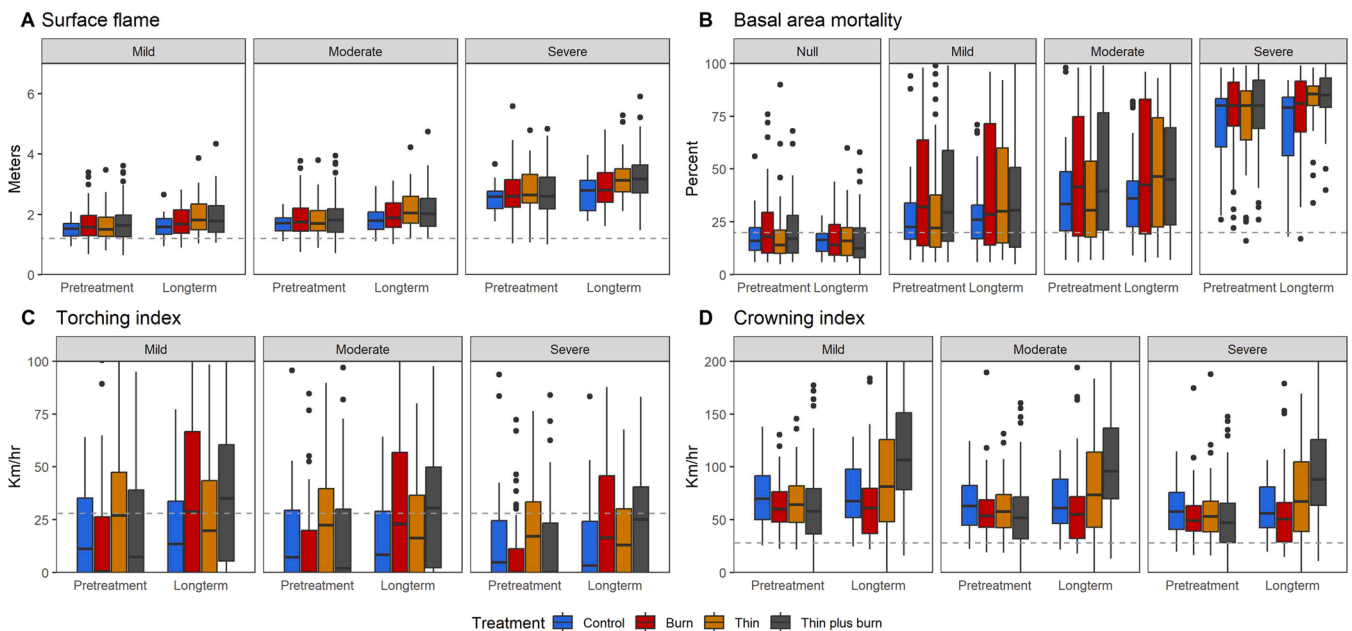 A Surface flame
Mild Moderate Severe
Meters
6
4
2
0
Pretreatment Longterm Pretreatment Longterm Pretreatment Longterm
B Basal area mortality
Null Mild Moderate Severe
Percent
100
75
50
25
0
Pretreatment Longterm Pretreatment Longterm Pretreatment Longterm Pretreatment Longterm
C Torching index
Mild Moderate Severe
Km/hr
100
75
50
25
0
Pretreatment Longterm Pretreatment Longterm Pretreatment Longterm
D Crowning index
Mild Moderate Severe
Km/hr
200
150
100
50
0
Pretreatment Longterm Pretreatment Longterm Pretreatment Longterm
Treatment Control Burn Thin Thin plus burn